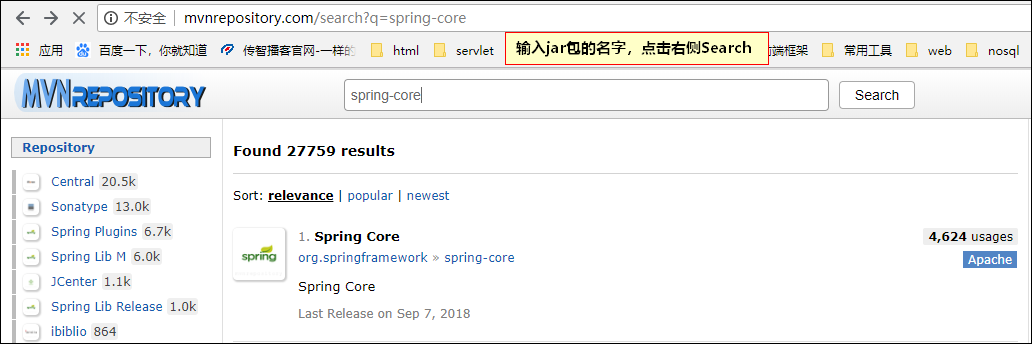 不安全 | mvnrepository.com/search?q=spring-core
应用 百度一下，你就知道 传智播客官网-一样的 html servlet 端框架 常用工具 web nosql
输入jar包的名字，点击右侧Search
MVNREPOSITORY spring-core Search
Repository
Central 20.5k
Sonatype 13.0k
Spring Plugins 6.7k
Spring Lib M 6.0k
JCenter 1.1k
Spring Lib Release 1.0k
ibiblio 864
Found 27759 results
Sort: relevance | popular | newest
spring
1. Spring Core
4,624 usages
org.springframework » spring-core
Apache
Spring Core
Last Release on Sep 7, 2018